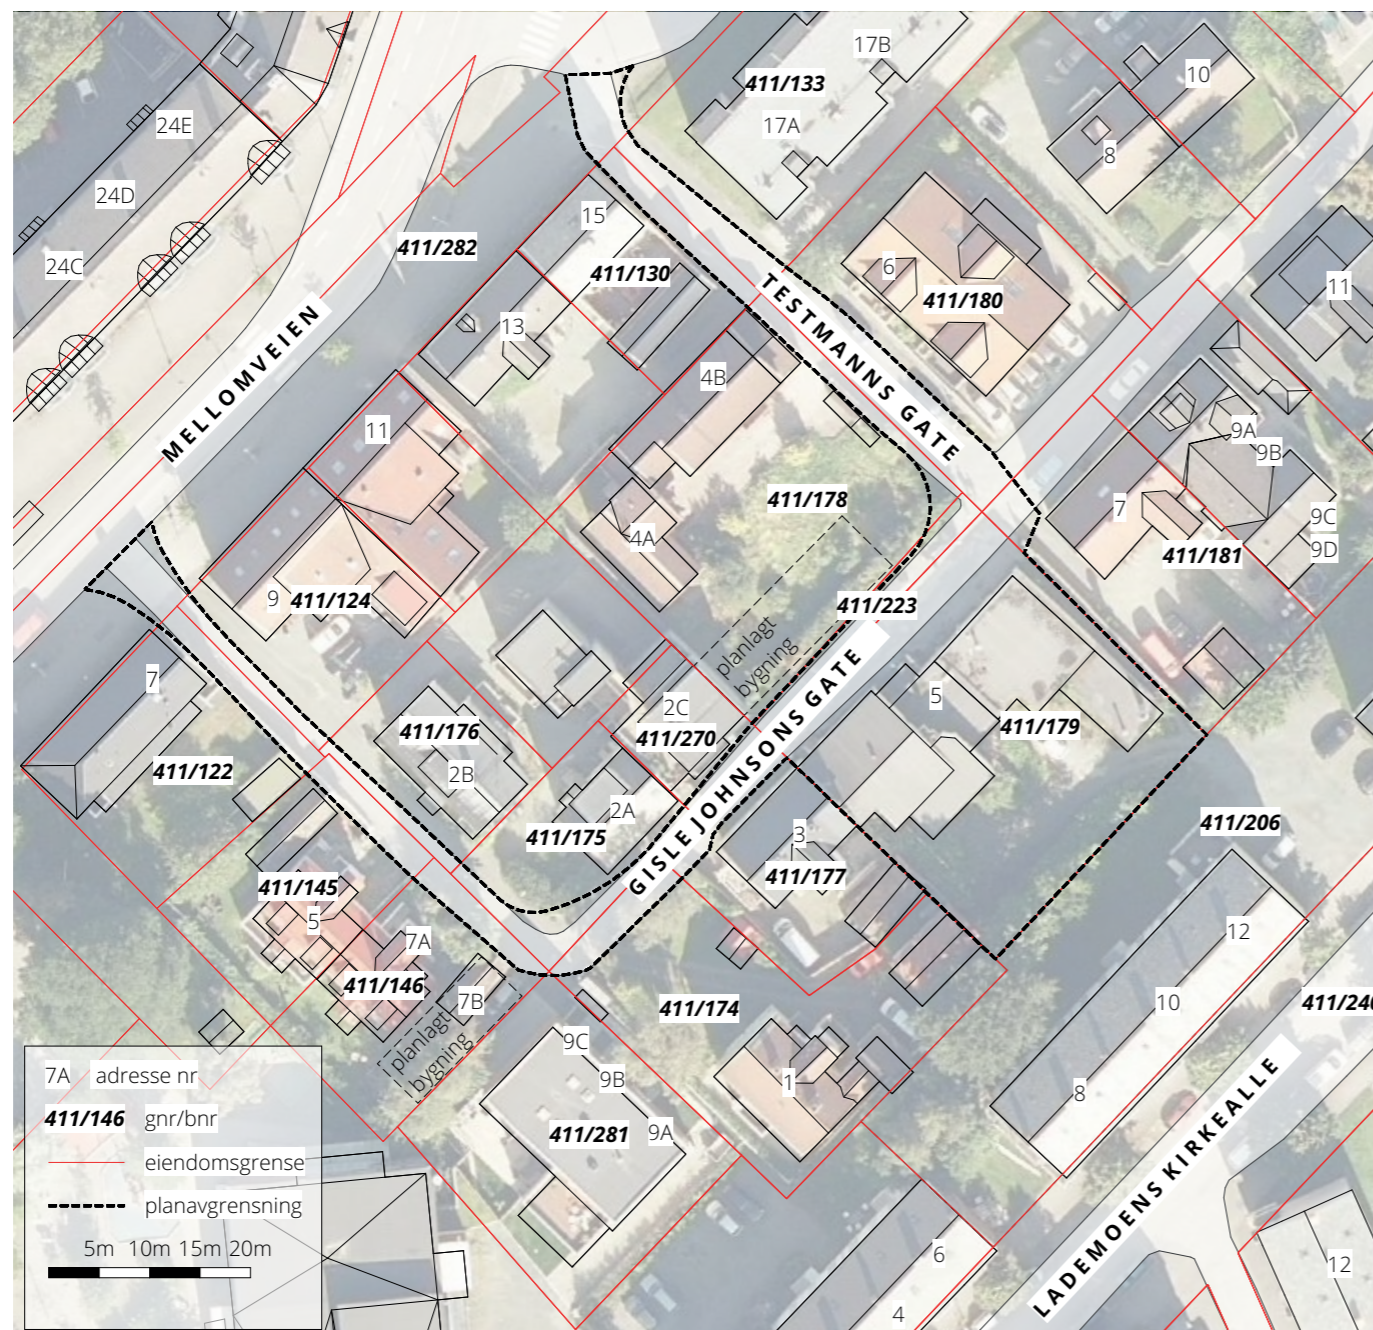 17B
10
411/133
24E
17A
8
24D
15
411/282
24C
411/130
6
411/180
11
13
TESTMANNS GATE
MELLOMVEIEN
4B
11
9A
9B
411/178
7
9C
4A
9D
411/181
9
411/124
411/223
planlagt
bygning
7
5
2C
411/179
411/176
411/270
411/122
2B
2A
411/175
GISLE JOHNSONS GATE
3
411/206
411/177
411/145
5
7A
12
411/146
7B
10
411/174
411/240
planlagt
bygning
9C
9B
1
8
411/281
9A
LADEMOENS KIRKEALLE
6
12
4
7A adresse nr
411/146 gnr/bnr
eiendomsgrense
planavgrensning
5m 10m 15m 20m